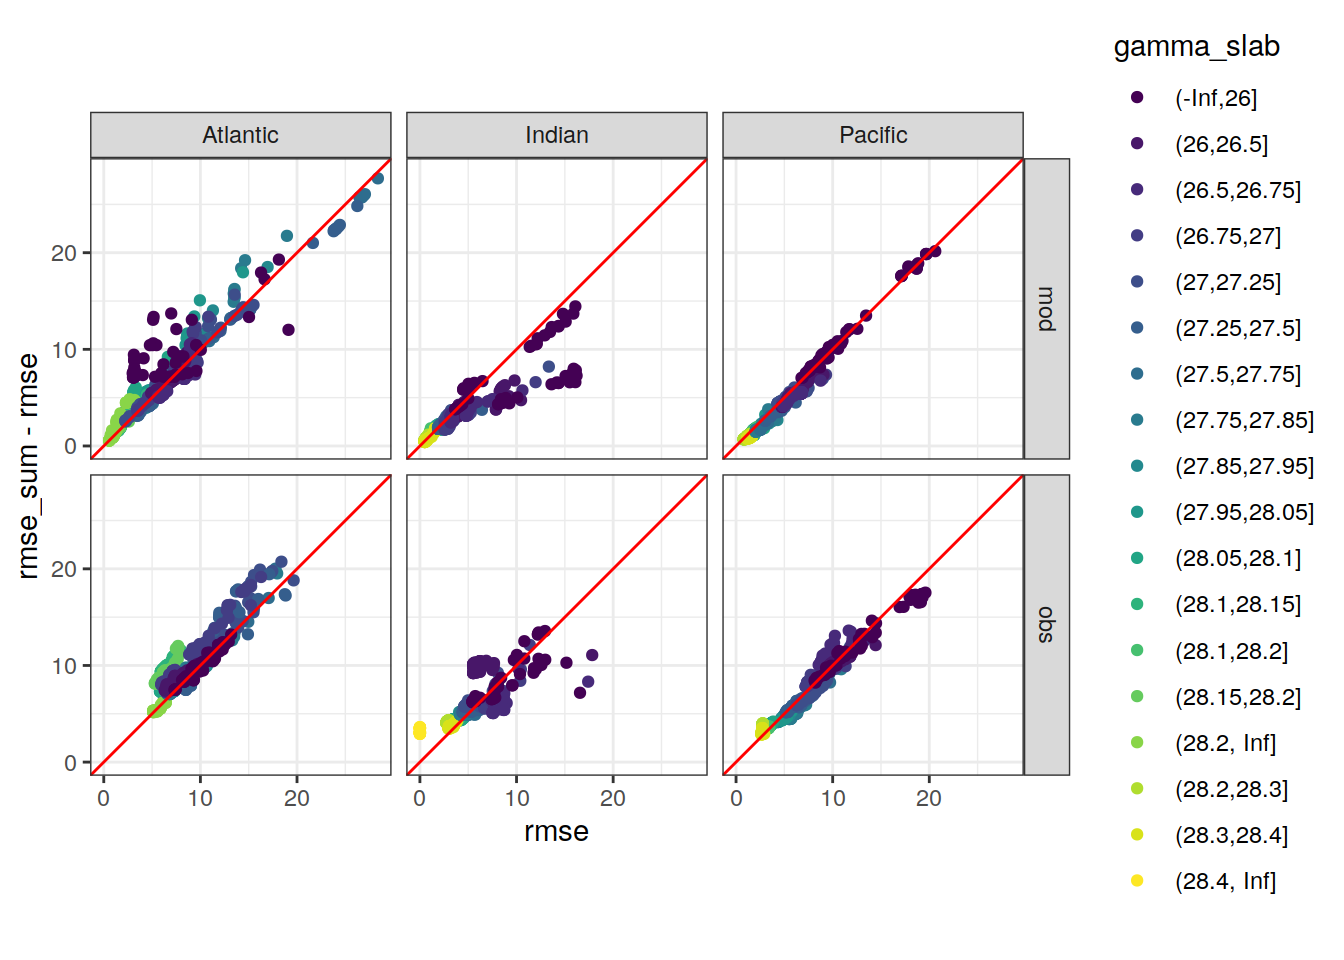 gamma_slab
(-Inf,26]
(26,26.5]
(26.5,26.75]
(26.75,27]
(27,27.25]
(27.25,27.5]
(27.5,27.75]
(27.75,27.85]
(27.85,27.95]
(27.95,28.05]
(28.05,28.1]
(28.1,28.15]
(28.1,28.2]
(28.15,28.2]
(28.2, Inf]
(28.2,28.3]
(28.3,28.4]
(28.4, Inf]
Atlantic
Indian
Pacific
mod
obs
rmse_sum - rmse
20
10
0
20
10
0
0 10 20
0 10 20
0 10 20
rmse